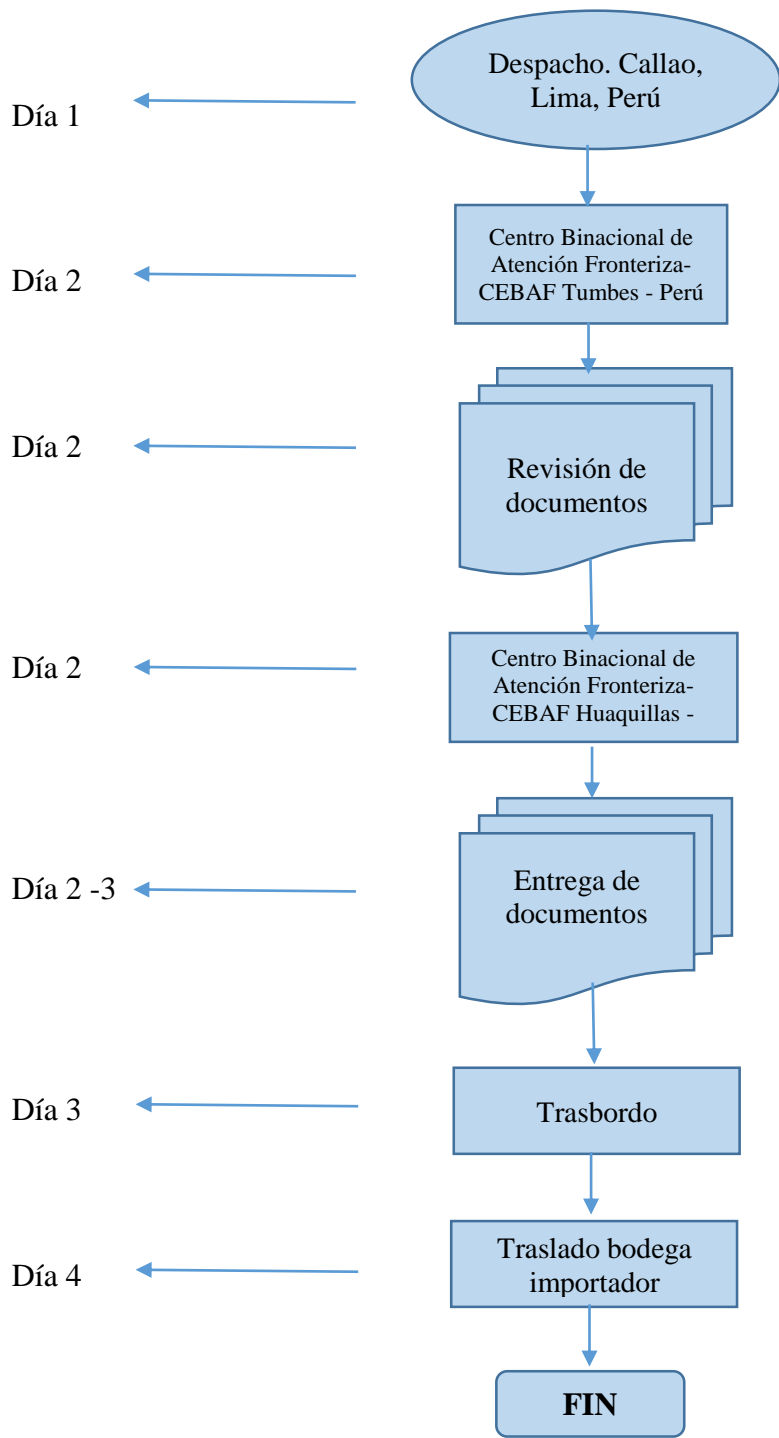 Despacho. Callao,
Lima, Perú
Día 1
Centro Binacional de
Atención Fronteriza-
CEBAF Tumbes - Perú
Día 2
Revisión de
documentos
Día 2
Centro Binacional de
Atención Fronteriza-
CEBAF Huaquillas -
Día 2
Entrega de
documentos
Día 2 -3
Trasbordo
Día 3
Traslado bodega
importador
Día 4
FIN